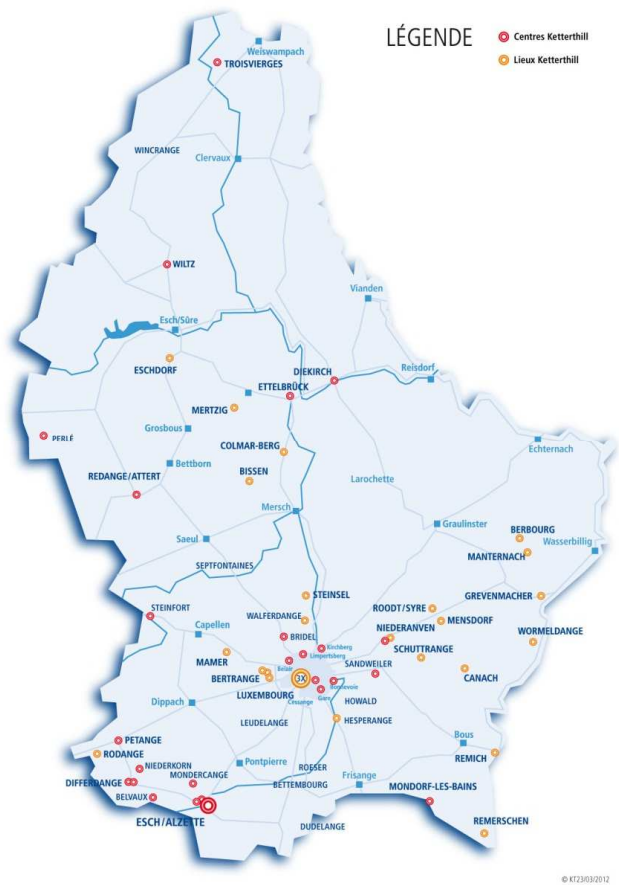 LÉGENDE
Centres Ketterthill
Lieux Ketterthill
Weiswampach
TROISVIERGES
WINCRANGE
Clervaux
WILTZ
Vianden
Esch/Sûre
ESCHDORF
DIEKIRCH
Reisdorf
ETTELBRÜCK
MERTZIG
Grosbous
PERLÉ
COLMAR-BERG
Echternach
Bettborn
BISSEN
REDANGE/ATTERT
Larochette
Mersch
Graulinster
BERBOURG
Saeul
Wasserbillig
MANTERNACH
SEPTFONTAINES
STEINSEL
GREVENMACHER
STEINFORT
ROODT/SYRE
WALFERDANGE
MENSDORF
Capellen
NIEDERANVEN
WORMELDANGE
BRIDEL
Kirchberg
SCHUTTRANGE
Limpertsberg
MAMER
Belair
SANDWEILER
BERTRANGE
3X
CANACH
Bonnevoie
LUXEMBOURG
Gare
Cessange
HOWALD
Dippach
LEUDELANGE
HESPERANGE
PETANGE
Bous
RODANGE
REMICH
NIEDERKORN
Pontpierre
ROESER
MONDERCANGE
Frisange
DIFFERDANGE
BETTEMBOURG
MONDORF-LES-BAINS
BELVAUX
ESCH/ALZETTE
DUDELANGE
REMERSCHEN
© KT23/03/2012